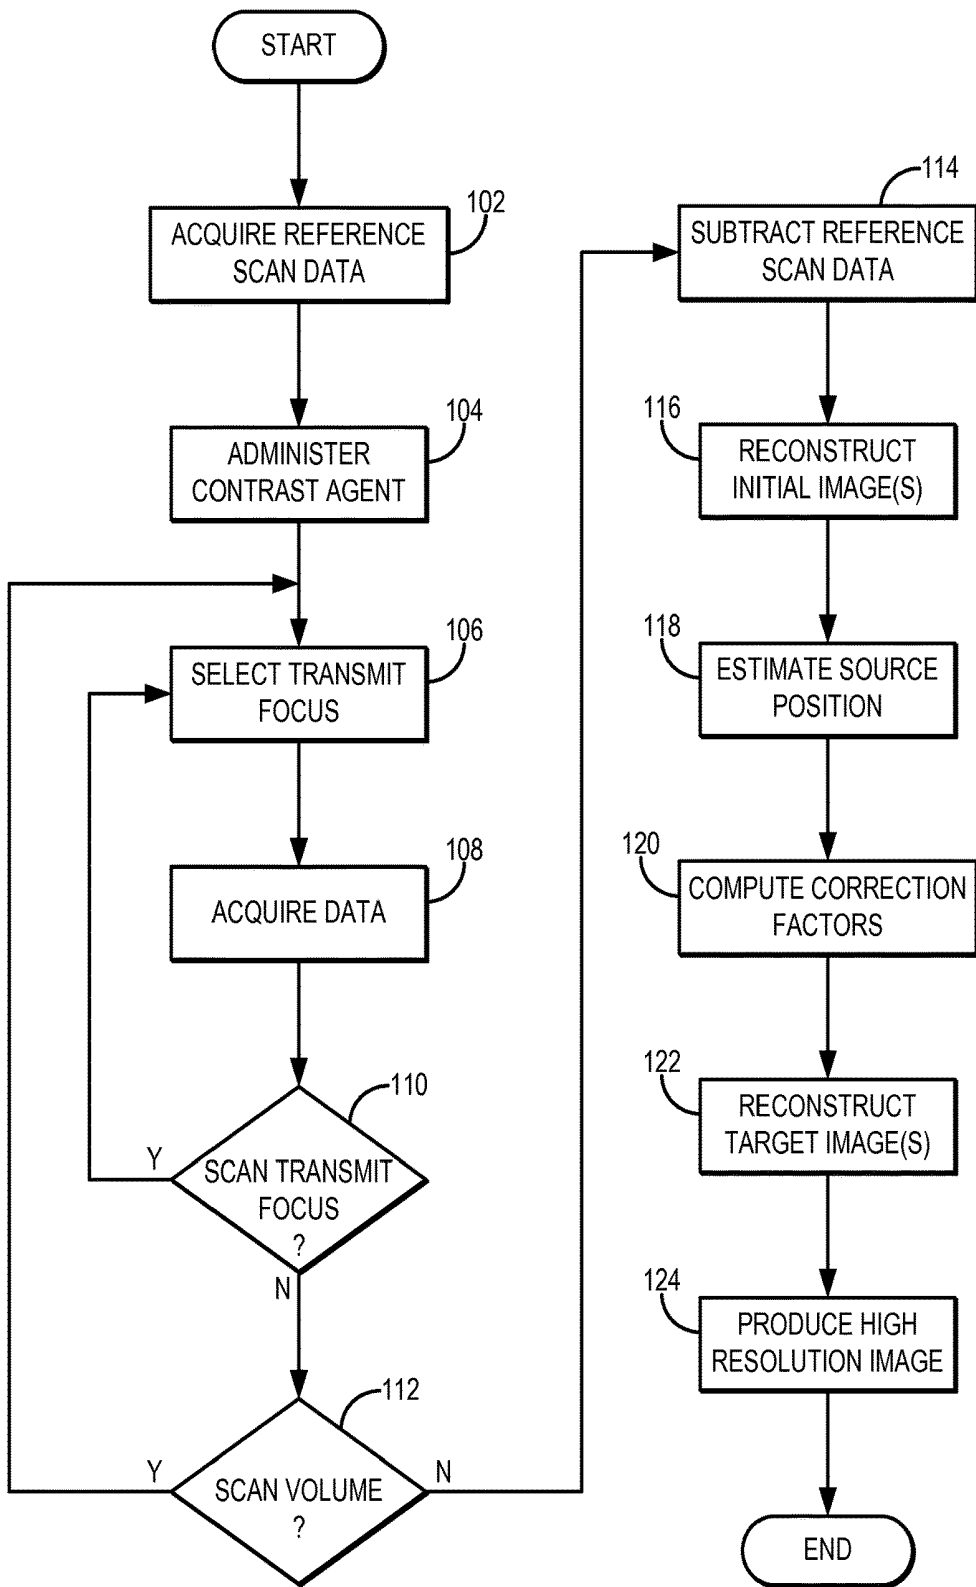 START
102
ACQUIRE REFERENCE
SCAN DATA
104
ADMINISTER
CONTRAST AGENT
106
SELECT TRANSMIT
FOCUS
108
ACQUIRE DATA
110
Y
SCAN TRANSMIT
FOCUS
?
N
112
Y
SCAN VOLUME
?
N
114
SUBTRACT REFERENCE
SCAN DATA
116
RECONSTRUCT
INITIAL IMAGE(S)
118
ESTIMATE SOURCE
POSITION
120
COMPUTE CORRECTION
FACTORS
122
RECONSTRUCT
TARGET IMAGE(S)
124
PRODUCE HIGH
RESOLUTION IMAGE
END